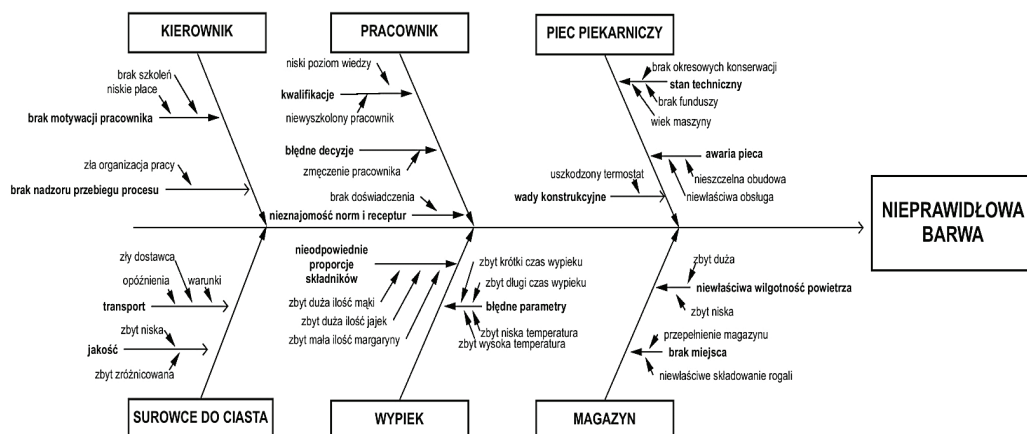 KIEROWNIK
PRACOWNIK
PIEC PIEKARNICZY
brak szkoleń
niskie płace
brak motywacji pracownika
zła organizacja pracy
brak nadzoru przebiegu procesu
niski poziom wiedzy
kwalifikacje
niewyszkolony pracownik
błędne decyzje
zmęczenie pracownika
brak doświadczenia
nieznajomość norm i receptur
brak okresowych konserwacji
stan techniczny
brak funduszy
wiek maszyny
awaria pieca
nieszczelna obudowa
niewłaściwa obsługa
uszkodzony termostat
wady konstrukcyjne
NIEPRAWIDŁOWA
BARWA
zły dostawca
opóźnienia
warunki
transport
zbyt niska
jakość
zbyt zróżnicowana
nieodpowiednie
proporcje
składników
zbyt duża ilość mąki
zbyt duża ilość jajek
zbyt mała ilość margaryny
zbyt krótki czas wypieku
zbyt długi czas wypieku
błędne parametry
zbyt niska temperatura
zbyt wysoka temperatura
zbyt duża
niewłaściwa wilgotność powietrza
zbyt niska
przepełnienie magazynu
brak miejsca
niewłaściwe składowanie rogali
SUROWCE DO CIASTA
WYPIEK
MAGAZYN